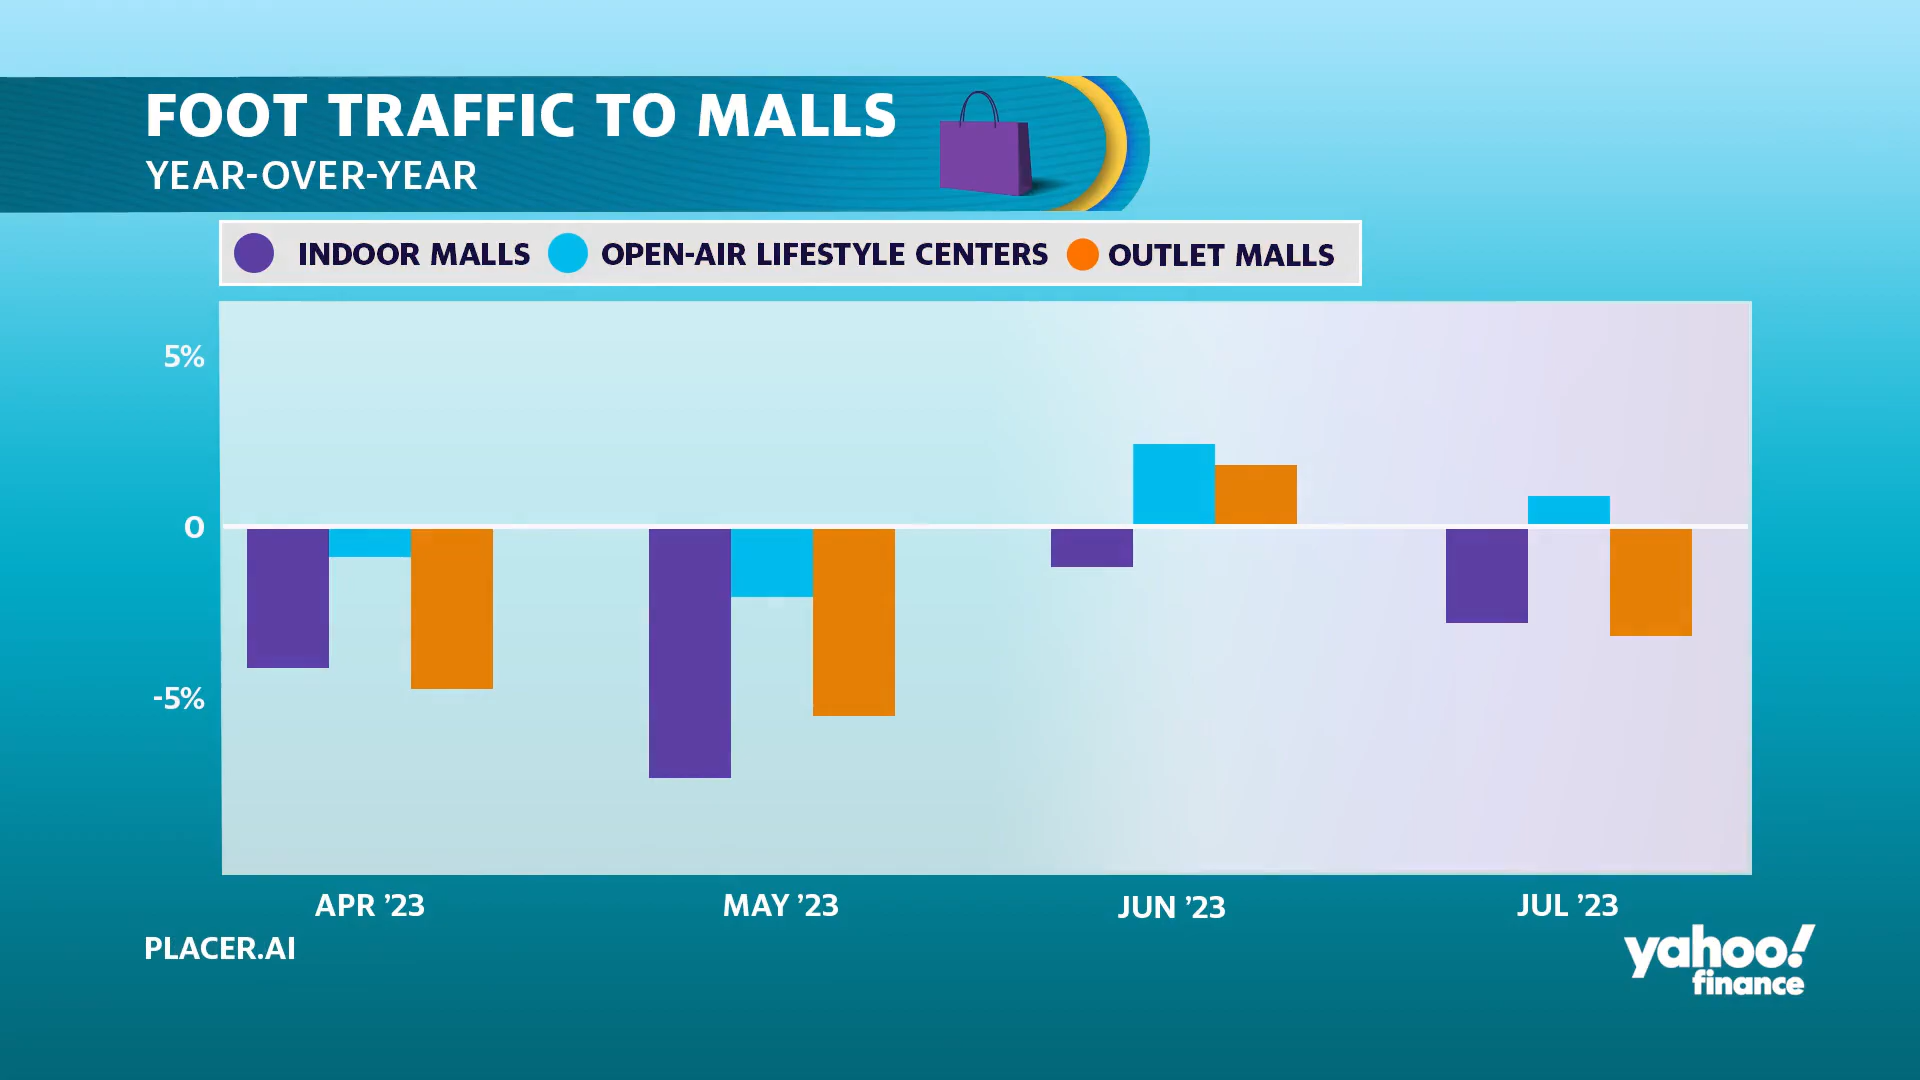 FOOT TRAFFIC TO MALLS
YEAR-OVER-YEAR
INDOOR MALLS OPEN-AIR LIFESTYLE CENTERS OUTLET MALLS
5%
0
-5%
APR ’23 MAY ’23 JUN ’23 JUL ’23
PLACER.AI
yahoo!
finance